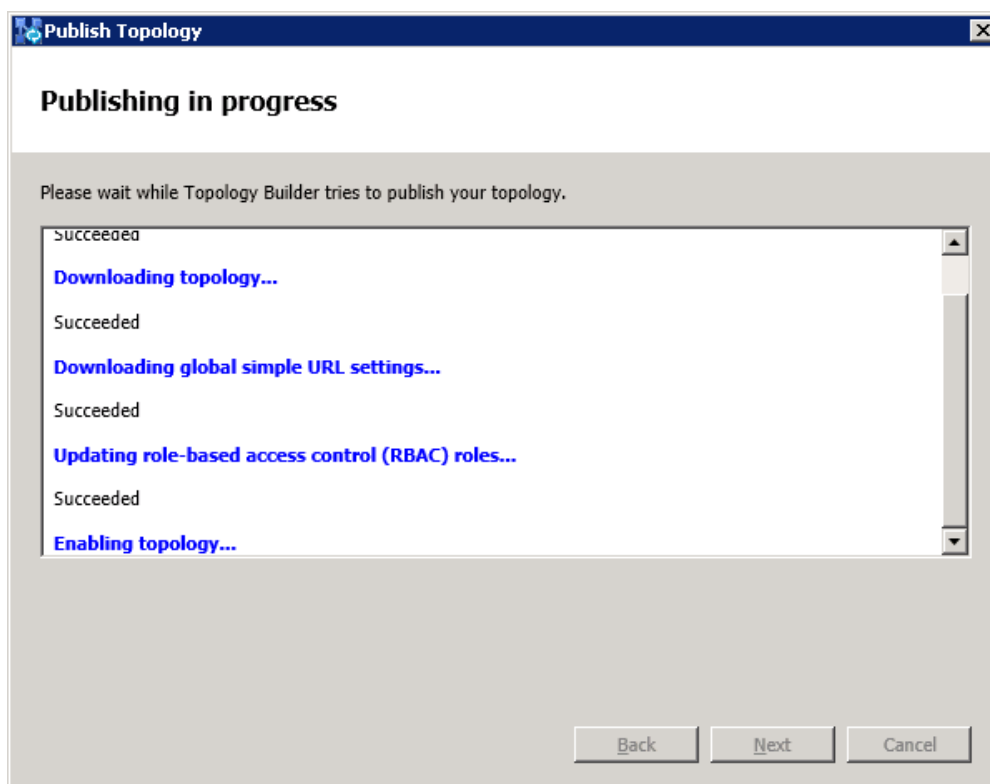 Publish Topology
Publishing in progress
Please wait while Topology Builder tries to publish your topology.
Succeeded
Downloading topology...
Succeeded
Downloading global simple URL settings...
Succeeded
Updating role-based access control (RBAC) roles...
Succeeded
Enabling topology...
Back Next Cancel